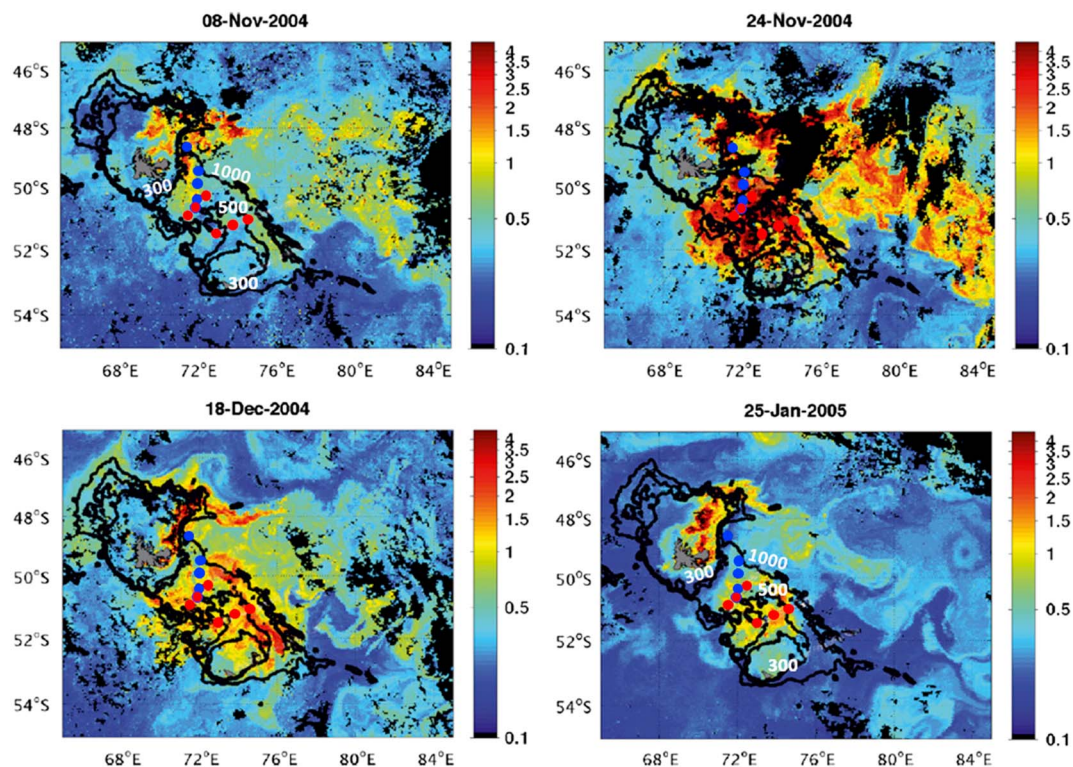 08-Nov-2004
24-Nov-2004
46°S
48°S
50°S
52°S
54°S
300
1000
500
300
4
3.5
3
2.5
2
1.5
1
0.5
0.1
68°E
72°E
76°E
80°E
84°E
46°S
48°S
50°S
52°S
54°S
4
3.5
3
2.5
2
1.5
1
0.5
0.1
68°E
72°E
76°E
80°E
84°E
18-Dec-2004
25-Jan-2005
46°S
48°S
50°S
52°S
54°S
4
3.5
3
2.5
2
1.5
1
0.5
0.1
68°E
72°E
76°E
80°E
84°E
46°S
48°S
50°S
52°S
54°S
1000
300
500
300
4
3.5
3
2.5
2
1.5
1
0.5
0.1
68°E
72°E
76°E
80°E
84°E